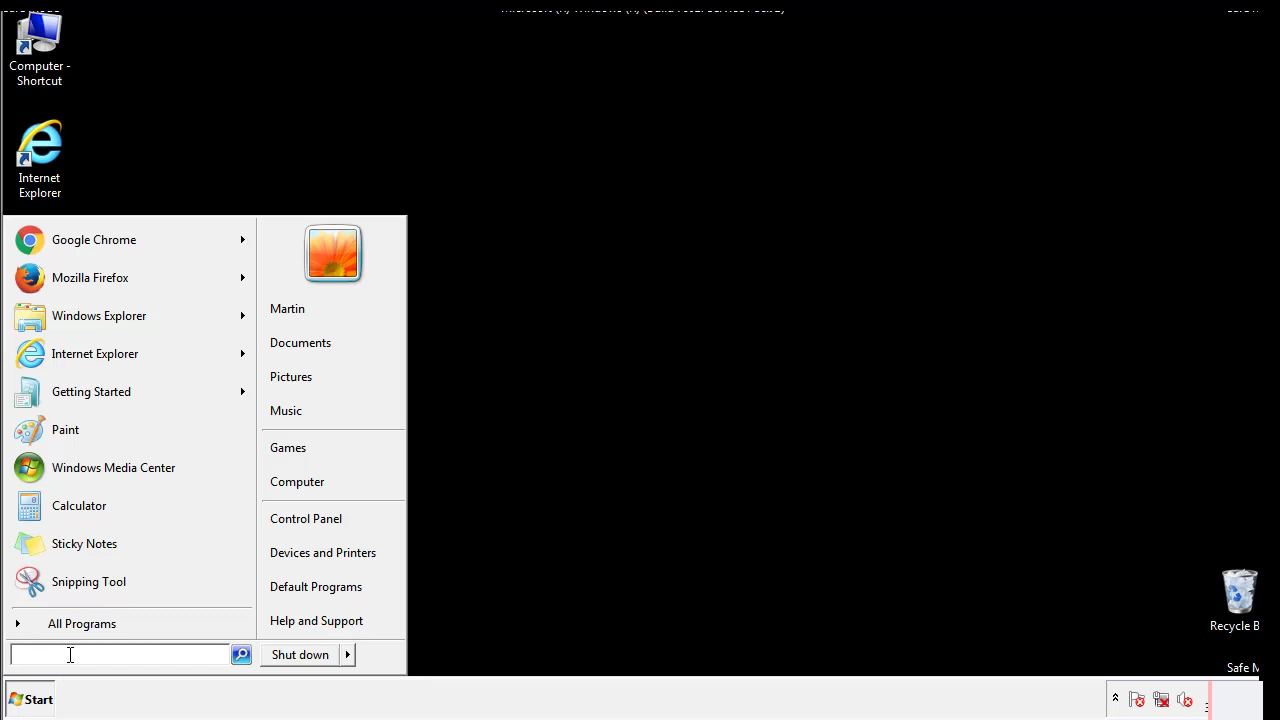 Computer -
Shortcut
Internet
Explorer
Google Chrome
Mozilla Firefox
Windows Explorer
Internet Explorer
Getting Started
Paint
Windows Media Center
Calculator
Sticky Notes
Snipping Tool
All Programs
Martin
Documents
Pictures
Music
Games
Computer
Control Panel
Devices and Printers
Default Programs
Help and Support
Shut down
Recycle B
Safe M
Start